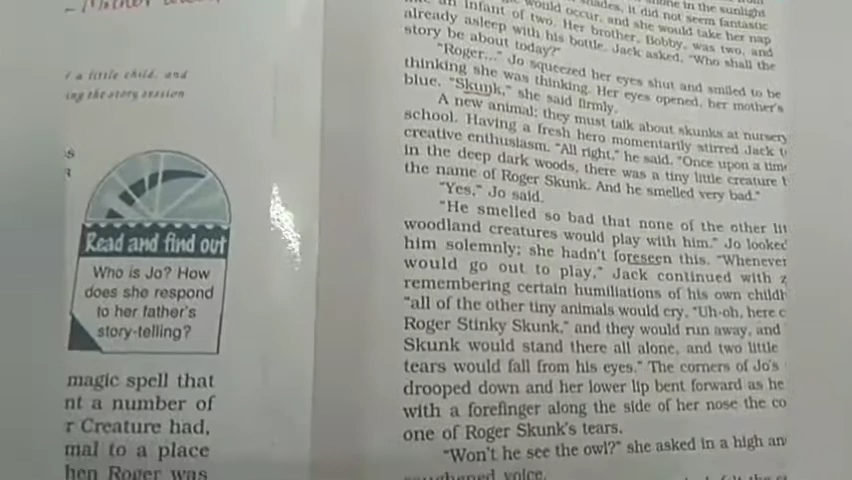 Mother
a little child, and
ing the story session
Read and find out
Who is Jo? How
does she respond
to her father's
story-telling?
magic spell that
nt a number of
r Creature had,
mal to a place
hen Roger was
in the sunlight
shades, it did not seem fantastic
would occur, and she would take her nap
an infant of two. Her brother, Bobby, was two, and
already asleep with his bottle. Jack asked, "Who shall the
story be about today?"
"Roger..." Jo squeezed her eyes shut and smiled to be
thinking she was thinking. Her eyes opened, her mother's
blue. "Skunk," she said firmly.
A new animal; they must talk about skunks at nursery
school. Having a fresh hero momentarily stirred Jack t
creative enthusiasm. "All right," he said. "Once upon a time
in the deep dark woods, there was a tiny little creature b
the name of Roger Skunk. And he smelled very bad."
"Yes," Jo said.
"He smelled so bad that none of the other lit
woodland creatures would play with him." Jo looked
him solemnly; she hadn't foreseen this. "Whenever
would go out to play," Jack continued with z
remembering certain humiliations of his own childh
"all of the other tiny animals would cry, "Uh-oh, here c
Roger Stinky Skunk," and they would run away, and
Skunk would stand there all alone, and two little
tears would fall from his eyes." The corners of Jo's
drooped down and her lower lip bent forward as he
with a forefinger along the side of her nose the co
one of Roger Skunk's tears.
"Won't he see the owl?" she asked in a high an
voice.